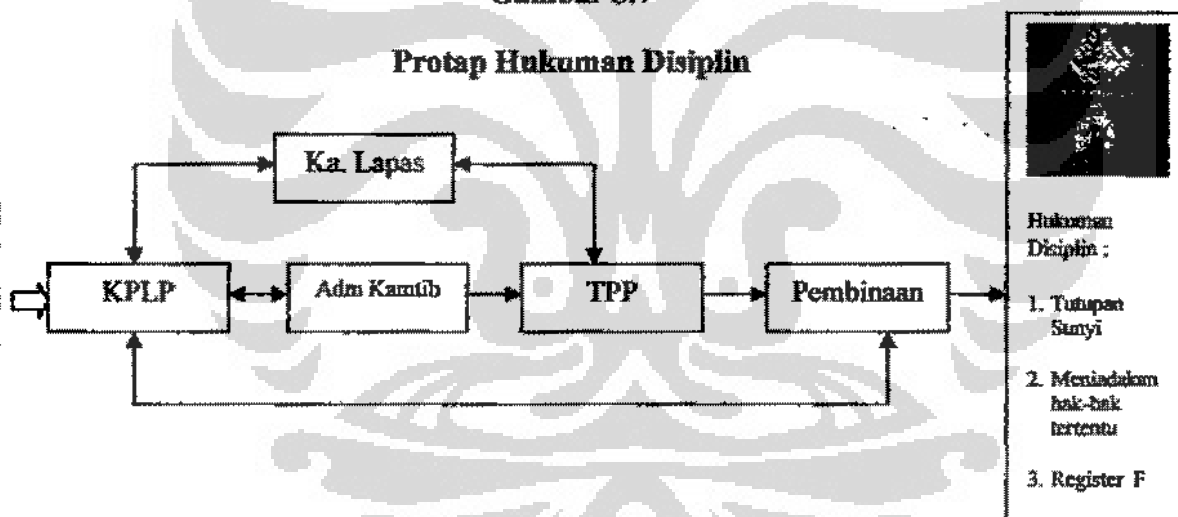 Protap Hukuman Disiplin
Ka. Lapas
KPLP
Adm Kamtib
TPP
Pembinaan
Hukuman
Disiplin :
1. Tutupan
Sunyi
2. Meniadakan
hak-hak
tertentu
3. Register F